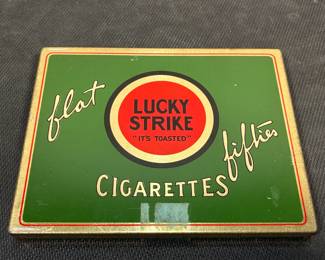 flat
LUCKY
STRIKE
"IT'S TOASTED"
CIGARETTES
fifties